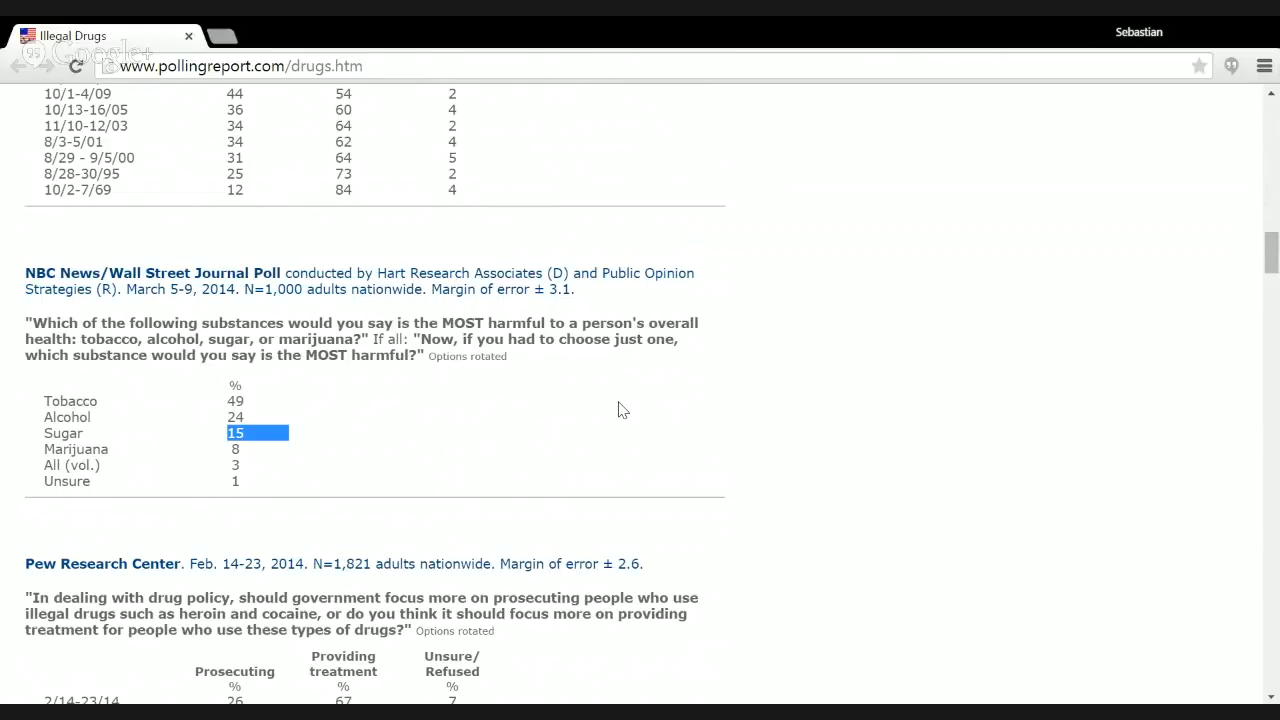 Illegal Drugs
Sebastian
Google+
www.pollingreport.com/drugs.htm
10/1-4/09 44 54 2
10/13-16/05 36 60 4
11/10-12/03 34 64 2
8/3-5/01 34 62 4
8/29 - 9/5/00 31 64 5
8/28-30/95 25 73 2
10/2-7/69 12 84 4
NBC News/Wall Street Journal Poll conducted by Hart Research Associates (D) and Public Opinion
Strategies (R). March 5-9, 2014. N=1,000 adults nationwide. Margin of error ± 3.1.
"Which of the following substances would you say is the MOST harmful to a person's overall
health: tobacco, alcohol, sugar, or marijuana?" If all: "Now, if you had to choose just one,
which substance would you say is the MOST harmful?" Options rotated
%
Tobacco 49
Alcohol 24
Sugar 15
Marijuana 8
All (vol.) 3
Unsure 1
Pew Research Center. Feb. 14-23, 2014. N=1,821 adults nationwide. Margin of error ± 2.6.
"In dealing with drug policy, should government focus more on prosecuting people who use
illegal drugs such as heroin and cocaine, or do you think it should focus more on providing
treatment for people who use these types of drugs?" Options rotated
Providing Unsure/
Prosecuting treatment Refused
% % %
2/14-23/14 26 67 7